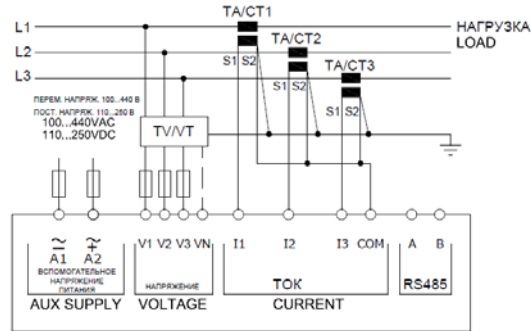 TA/CT1
L1
НАГРУЗКА
TA/CT2
LOAD
L2
TA/CT3
S1 S2
L3
S1 S2
S1 S2
ПЕРЕМ. НАПРЯЖ. 100...440 В
ПОСТ. НАПРЯЖ. 110...250 В
100...440VAC
110...250VDC
TV/VT
A1 A2
V1 V2 V3 VN
I1 I2 I3 COM
A B
ВСПОМОГАТЕЛЬНОЕ
НАПРЯЖЕНИЕ
ПИТАНИЯ
НАПРЯЖЕНИЕ
ТОК
RS485
AUX SUPPLY
VOLTAGE
CURRENT